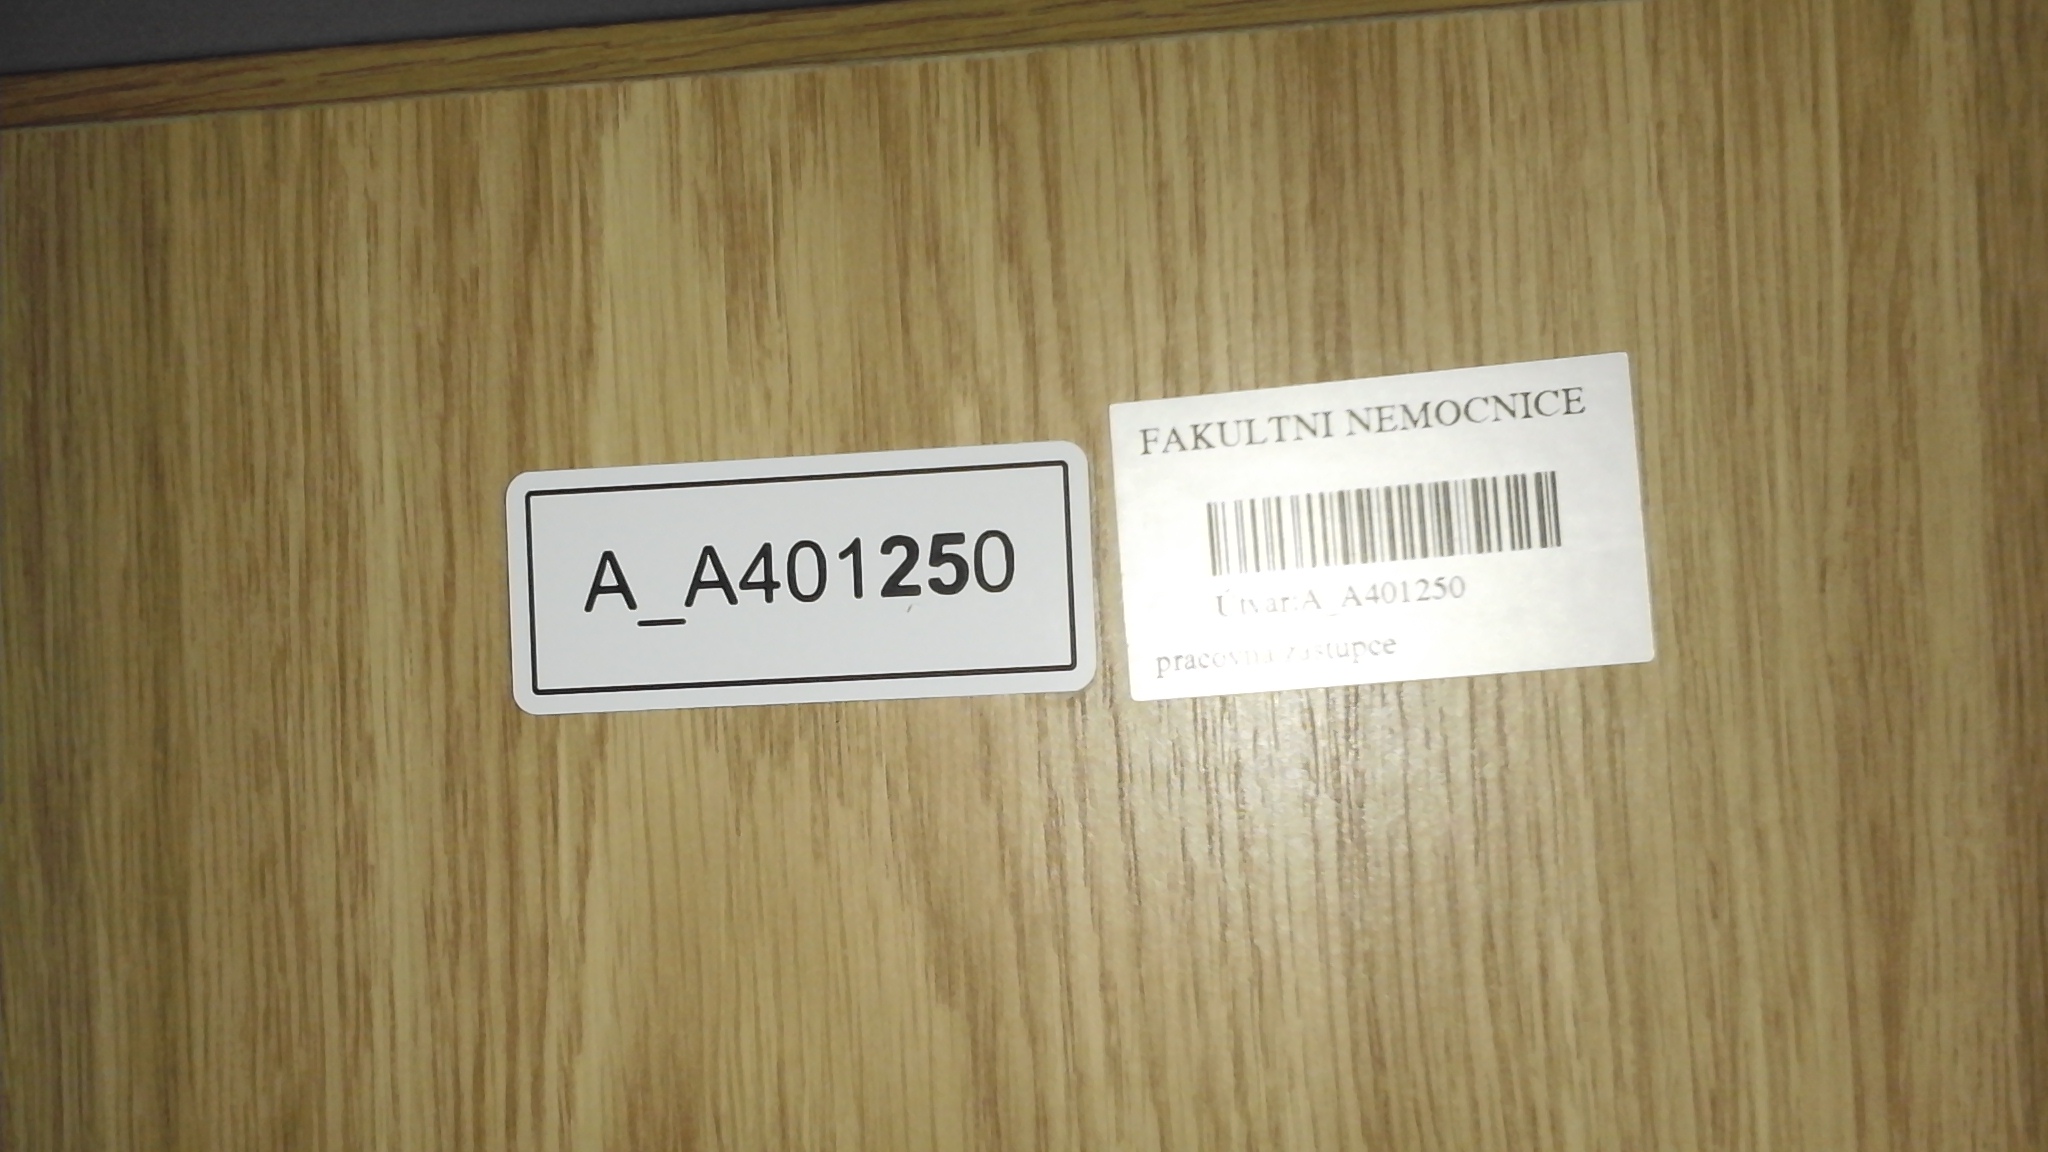 A_A401250
FAKULTNI NEMOCNICE
Útvar:A_A401250
pracovna zástupce